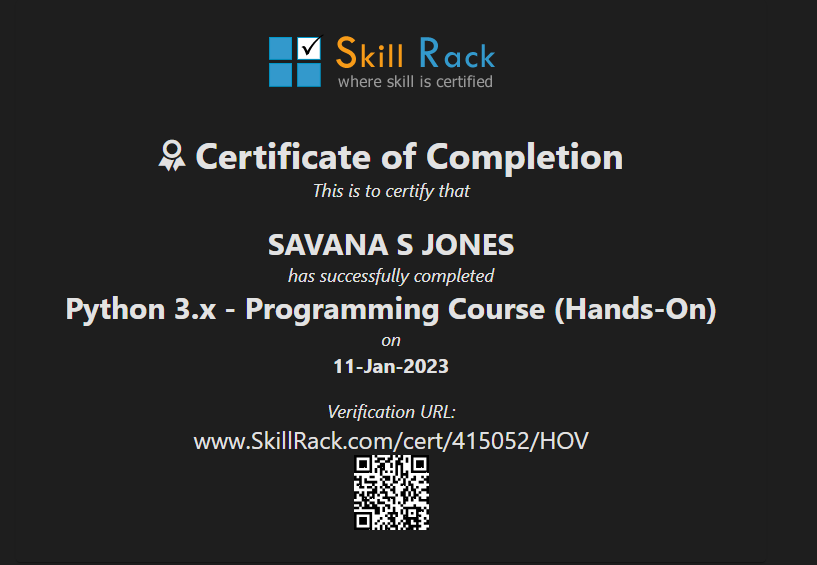 Skill Rack
where skill is certified
Certificate of Completion
This is to certify that
SAVANA S JONES
has successfully completed
Python 3.x - Programming Course (Hands-On)
on
11-Jan-2023
Verification URL:
www.SkillRack.com/cert/415052/HOV